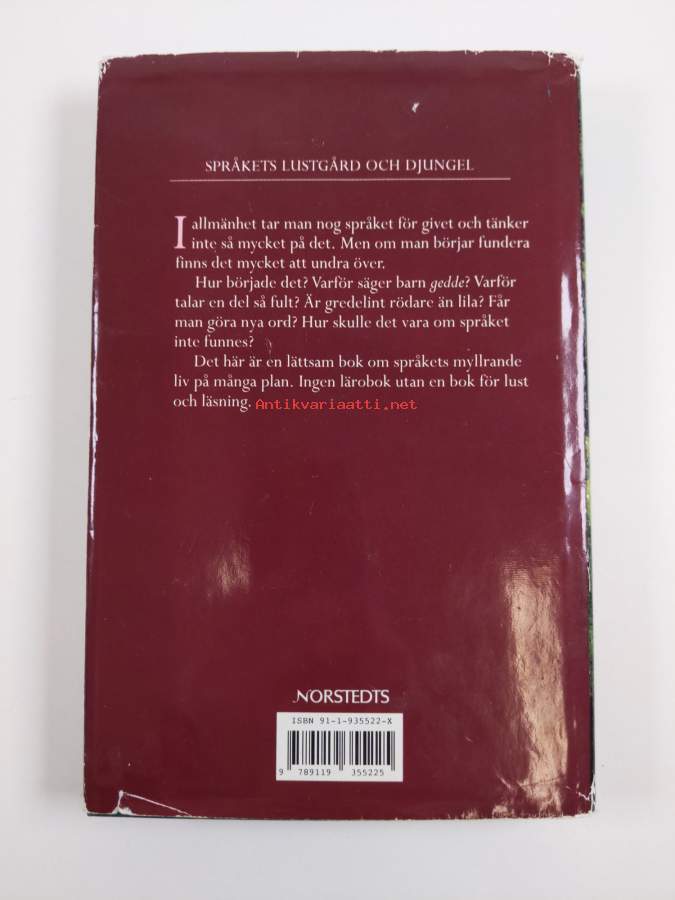 SPRÅKETS LUSTGÅRD OCH DJUNGEL
I allmänhet tar man nog språket för givet och tänker
inte så mycket på det. Men om man börjar fundera
finns det mycket att undra över.
Hur började det? Varför säger barn gedde? Varför
talar en del så fult? Är gredelint rödare än lila? Får
man göra nya ord? Hur skulle det vara om språket
inte funnes?
Det här är en lättsam bok om språkets myllrande
liv på många plan. Ingen lärobok utan en bok för lust
och läsning.
Antikvariaatti.net
NORSTEDTS
ISBN 91-1-935522-X
9 789119 355225